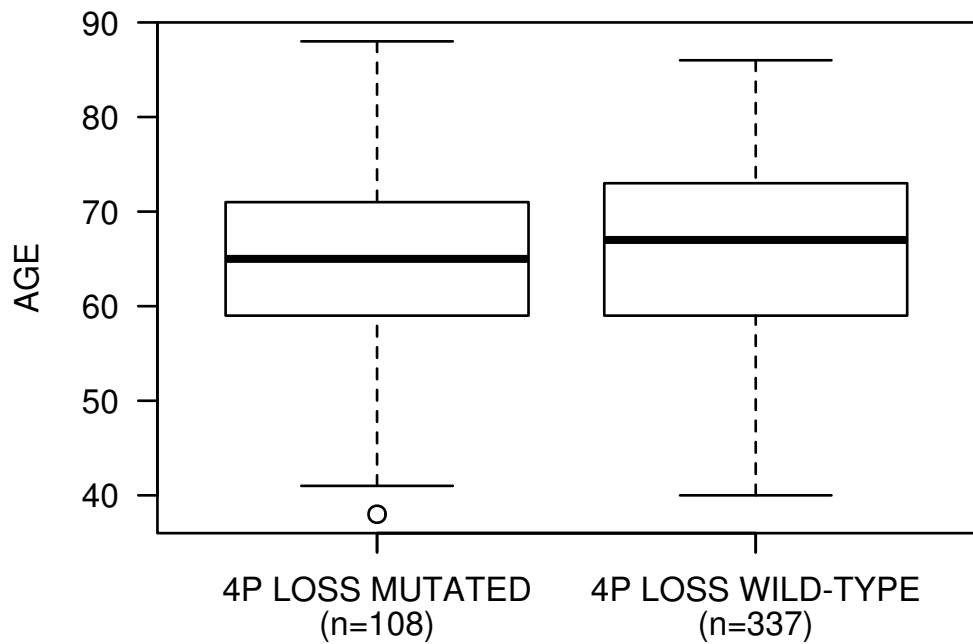 90
80
70
60
50
40
AGE
4P LOSS MUTATED
(n=108)
4P LOSS WILD-TYPE
(n=337)